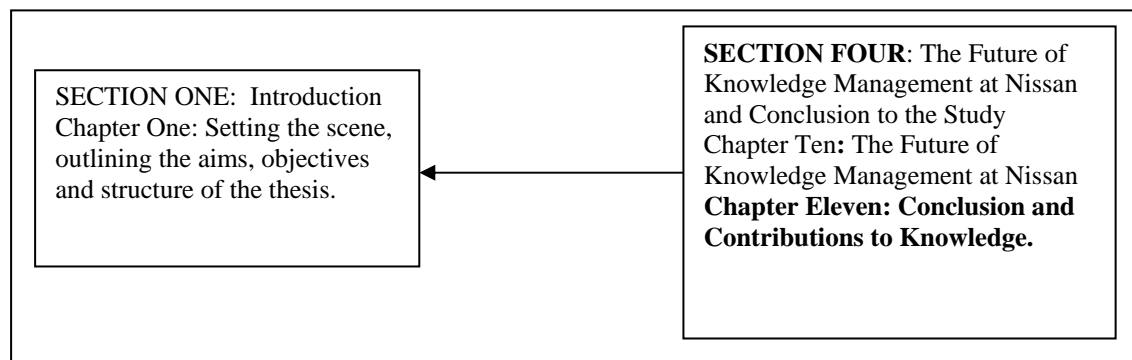 SECTION ONE:  Introduction
Chapter One: Setting the scene,
outlining the aims, objectives
and structure of the thesis.
SECTION FOUR: The Future of
Knowledge Management at Nissan
and Conclusion to the Study
Chapter Ten: The Future of
Knowledge Management at Nissan
Chapter Eleven: Conclusion and
Contributions to Knowledge.